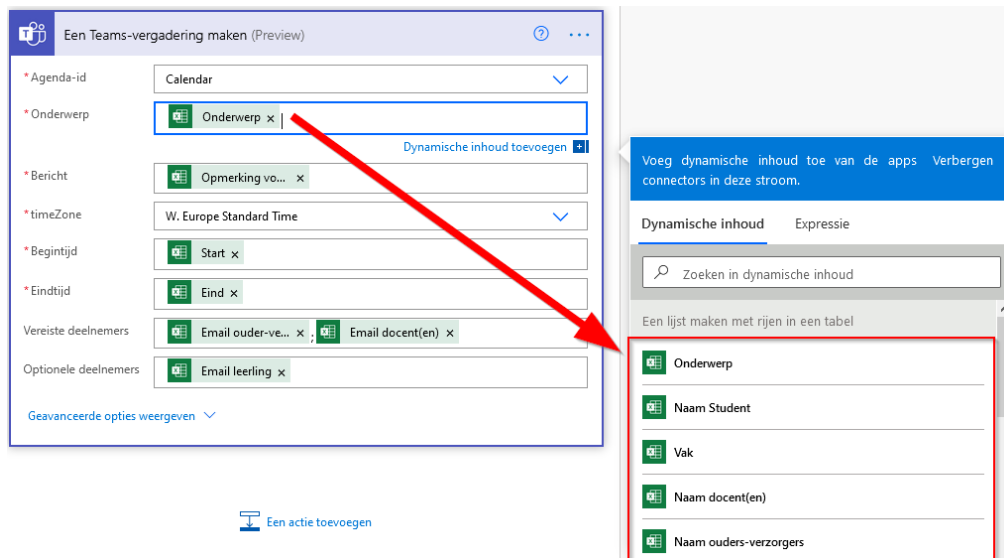 Een Teams-vergadering maken (Preview)
* Agenda-id
Calendar
* Onderwerp
Onderwerp ×
Dynamische inhoud toevoegen
* Bericht
Opmerking vo... ×
* timeZone
W. Europe Standard Time
* Begintijd
Start ×
* Eindtijd
Eind ×
Vereiste deelnemers
Email ouder-ve... × ; Email docent(en) ×
Optionele deelnemers
Email leerling ×
Geavanceerde opties weergeven
Een actie toevoegen
Voeg dynamische inhoud toe van de apps Verbergen
connectors in deze stroom.
Dynamische inhoud Expressie
Zoeken in dynamische inhoud
Een lijst maken met rijen in een tabel
Onderwerp
Naam Student
Vak
Naam docent(en)
Naam ouders-verzorgers